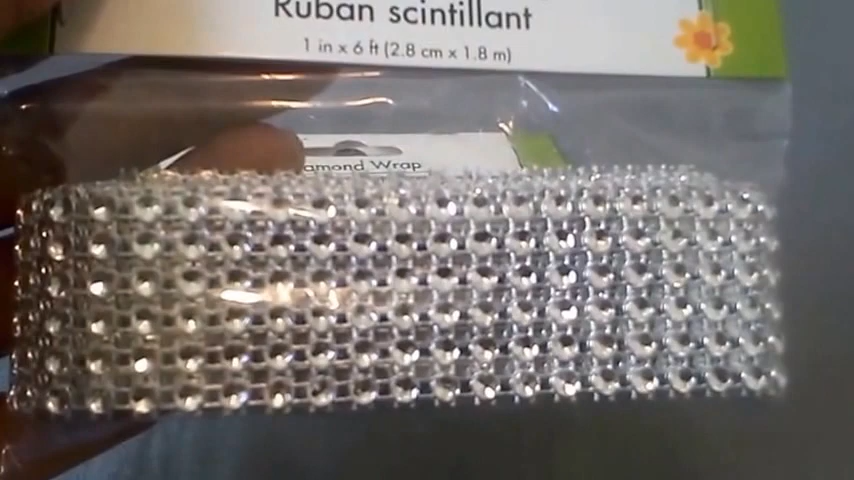 Ruban scintillant
1 in x 6 ft (2.8 cm x 1.8 m)
amond Wrap